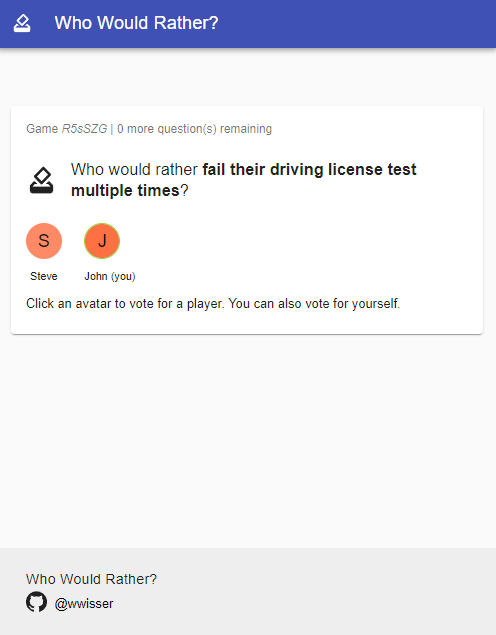 Who Would Rather?
Game R5sSZG | 0 more question(s) remaining
Who would rather fail their driving license test
multiple times?
S J
Steve John (you)
Click an avatar to vote for a player. You can also vote for yourself.
Who Would Rather?
@wwisser